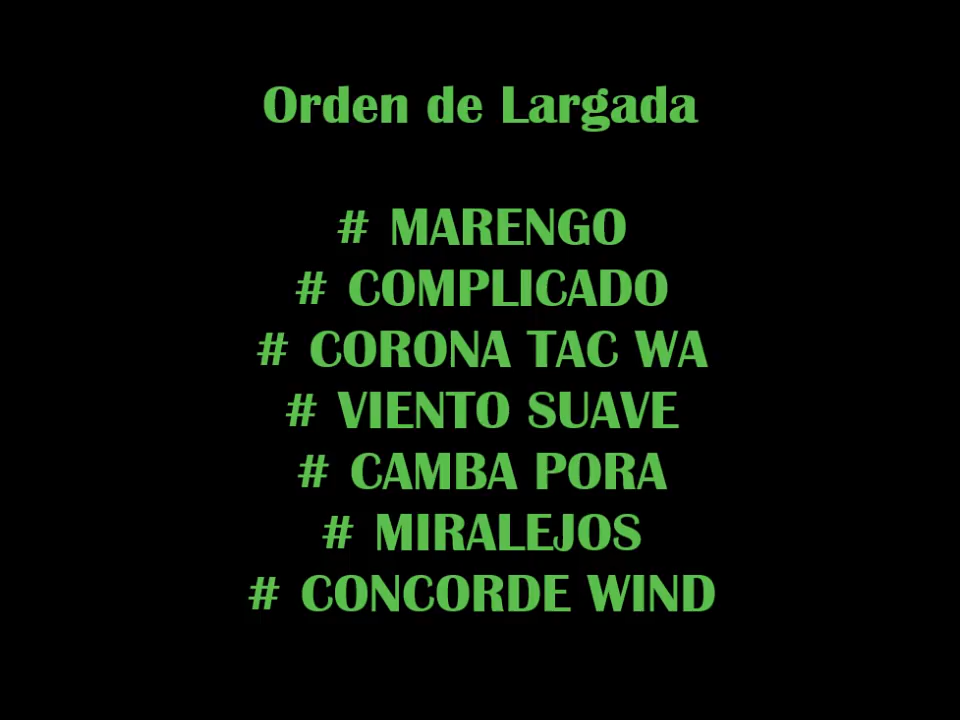 Orden de Largada
# MARENGO
# COMPLICADO
# CORONA TAC WA
# VIENTO SUAVE
# CAMBA PORA
# MIRALEJOS
# CONCORDE WIND